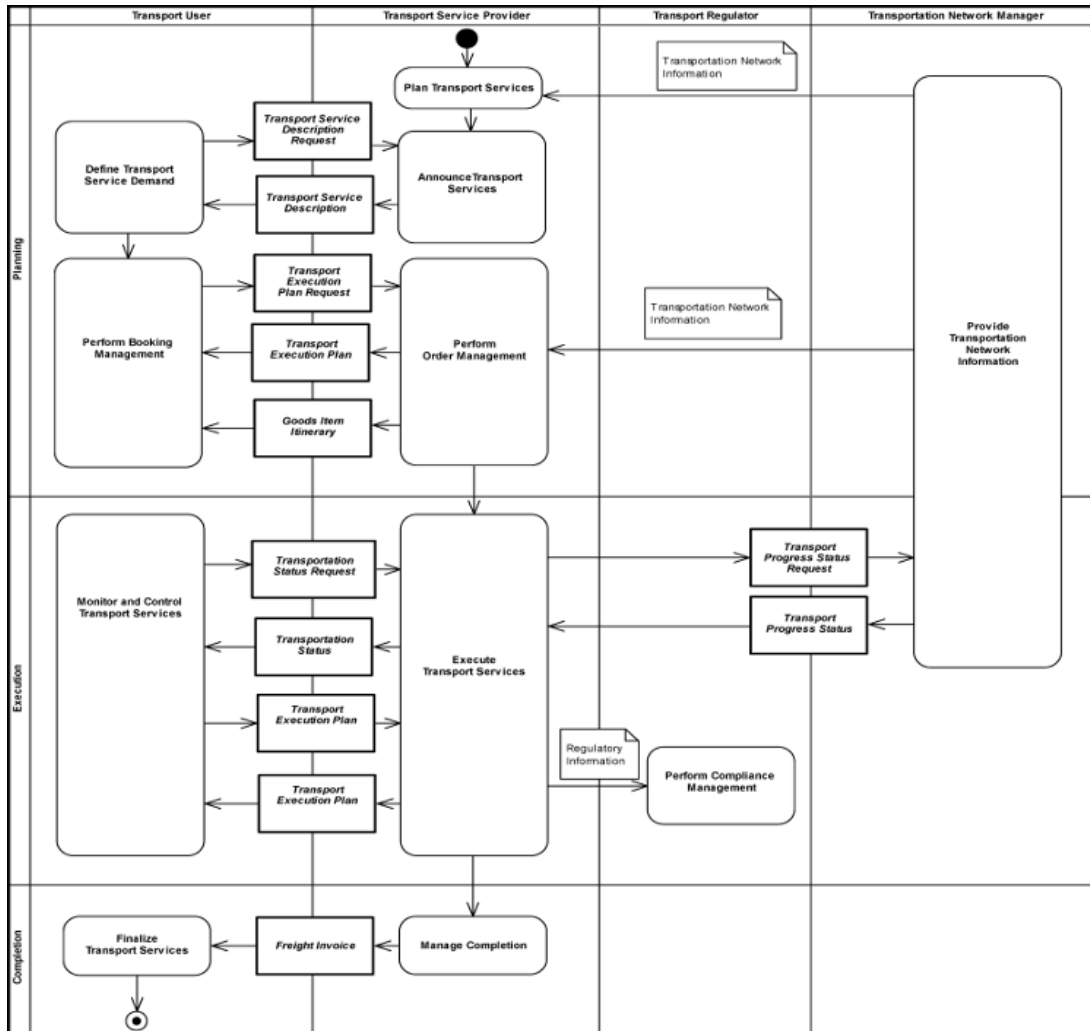 Transport User
Transport Service Provider
Transport Regulator
Transportation Network Manager
Planning
Transportation Network
Information
Plan Transport Services
Transport Service
Description
Request
Define Transport
Service Demand
AnnounceTransport
Services
Transport Service
Description
Transport
Execution
Plan Request
Transportation Network
Information
Perform Booking
Management
Transport
Execution Plan
Perform
Order Management
Provide
Transportation
Network
Information
Goods Item
Itinerary
Execution
Transportation
Status Request
Transport
Progress Status
Request
Monitor and Control
Transport Services
Transportation
Status
Transport
Progress Status
Execute
Transport Services
Transport
Execution Plan
Regulatory
Information
Transport
Execution Plan
Perform Compliance
Management
Completion
Finalize
Transport Services
Freight Invoice
Manage Completion